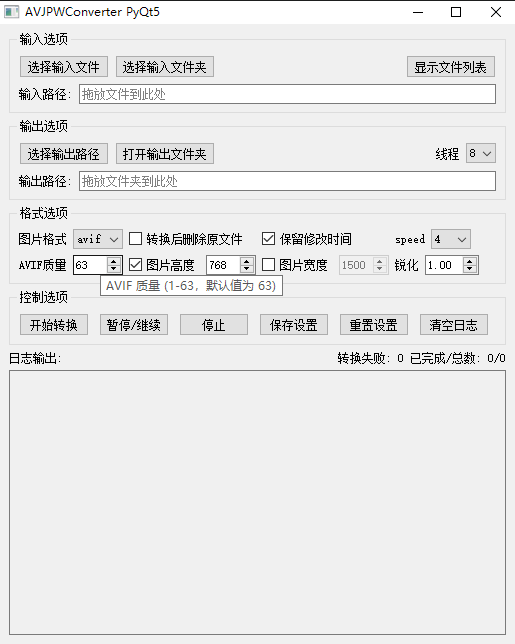 AVJPWConverter PyQt5
输入选项
选择输入文件 选择输入文件夹 显示文件列表
输入路径: 拖放文件到此处
输出选项
选择输出路径 打开输出文件夹 线程 8
输出路径: 拖放文件夹到此处
格式选项
图片格式 avif 转换后删除原文件 保留修改时间 speed 4
AVIF质量 63 图片高度 768 图片宽度 1500 锐化 1.00
AVIF 质量 (1-63，默认值为 63)
控制选项
开始转换 暂停/继续 停止 保存设置 重置设置 清空日志
日志输出: 转换失败: 0 已完成/总数: 0/0